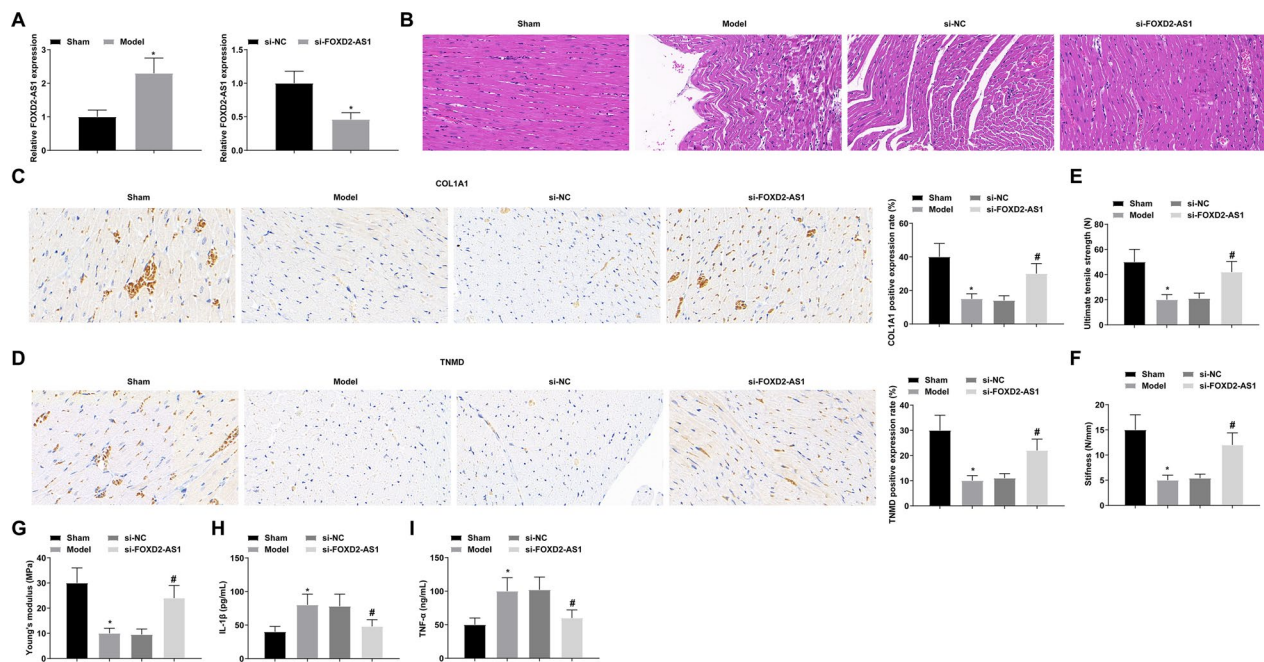 A
Sham Model
Relative FOXD2-AS1 expression
3
2
1
0
*
si-NC si-FOXD2-AS1
Relative FOXD2-AS1 expression
1.5
1.0
0.5
0.0
*
B
Sham Model si-NC si-FOXD2-AS1
C
COL1A1
Sham Model si-NC si-FOXD2-AS1
Sham si-NC
Model si-FOXD2-AS1
COL1A1 positive expression rate (%)
60
40
20
0
* #
E
Sham si-NC
Model si-FOXD2-AS1
Ultimate tensile strength (N)
80
60
40
20
0
* #
D
TNMD
Sham Model si-NC si-FOXD2-AS1
Sham si-NC
Model si-FOXD2-AS1
TNMD positive expression rate (%)
40
30
20
10
0
* #
F
Sham si-NC
Model si-FOXD2-AS1
Stiffness (N/mm)
20
15
10
5
0
* #
G
Sham si-NC
Model si-FOXD2-AS1
Young's modulus (MPa)
40
30
20
10
0
* #
H
Sham si-NC
Model si-FOXD2-AS1
IL-1β (pg/mL)
150
100
50
0
* #
I
Sham si-NC
Model si-FOXD2-AS1
TNF-α (ng/mL)
150
100
50
0
* #